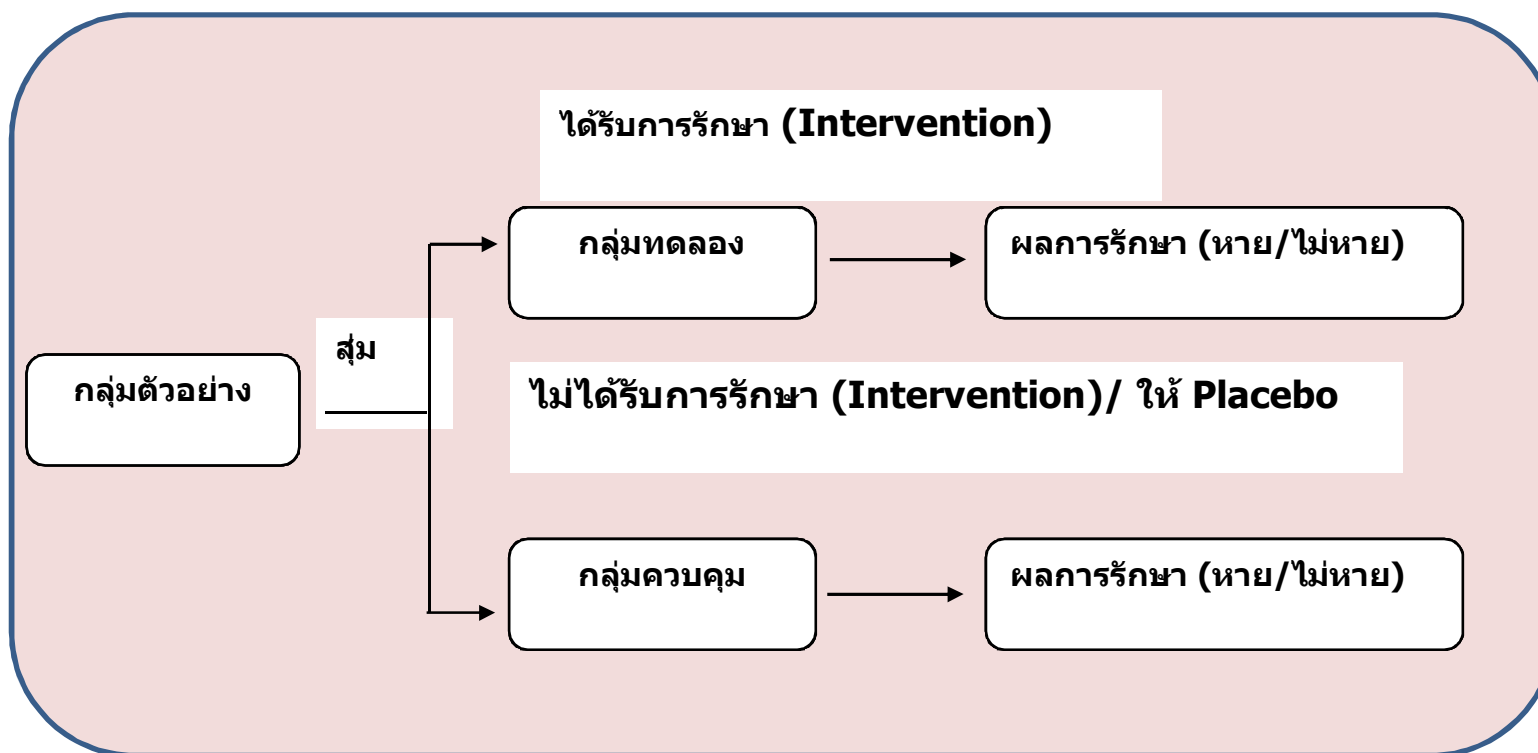 ได้รับการรักษา (Intervention)
กลุ่มทดลอง
ผลการรักษา (หาย/ไม่หาย)
สุ่ม
กลุ่มตัวอย่าง
ไม่ได้รับการรักษา (Intervention)/ ให้ Placebo
กลุ่มควบคุม
ผลการรักษา (หาย/ไม่หาย)